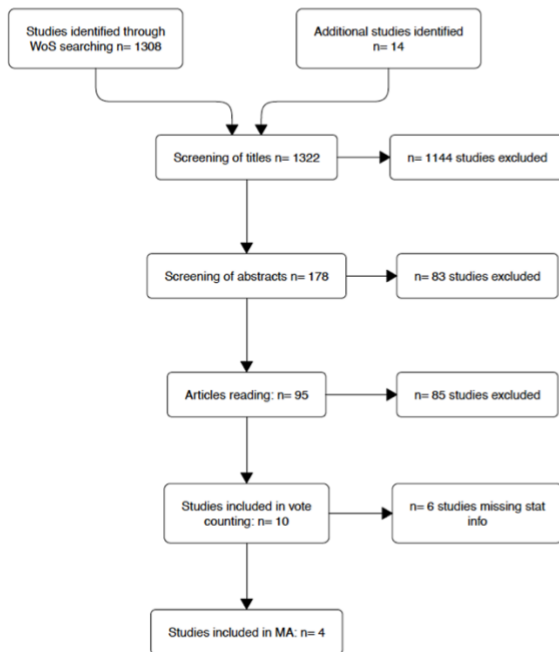 Studies identified through
WoS searching n= 1308
Additional studies identified
n= 14
Screening of titles n= 1322
n= 1144 studies excluded
Screening of abstracts n= 178
n= 83 studies excluded
Articles reading: n= 95
n= 85 studies excluded
Studies included in vote
counting: n= 10
n= 6 studies missing stat
info
Studies included in MA: n= 4